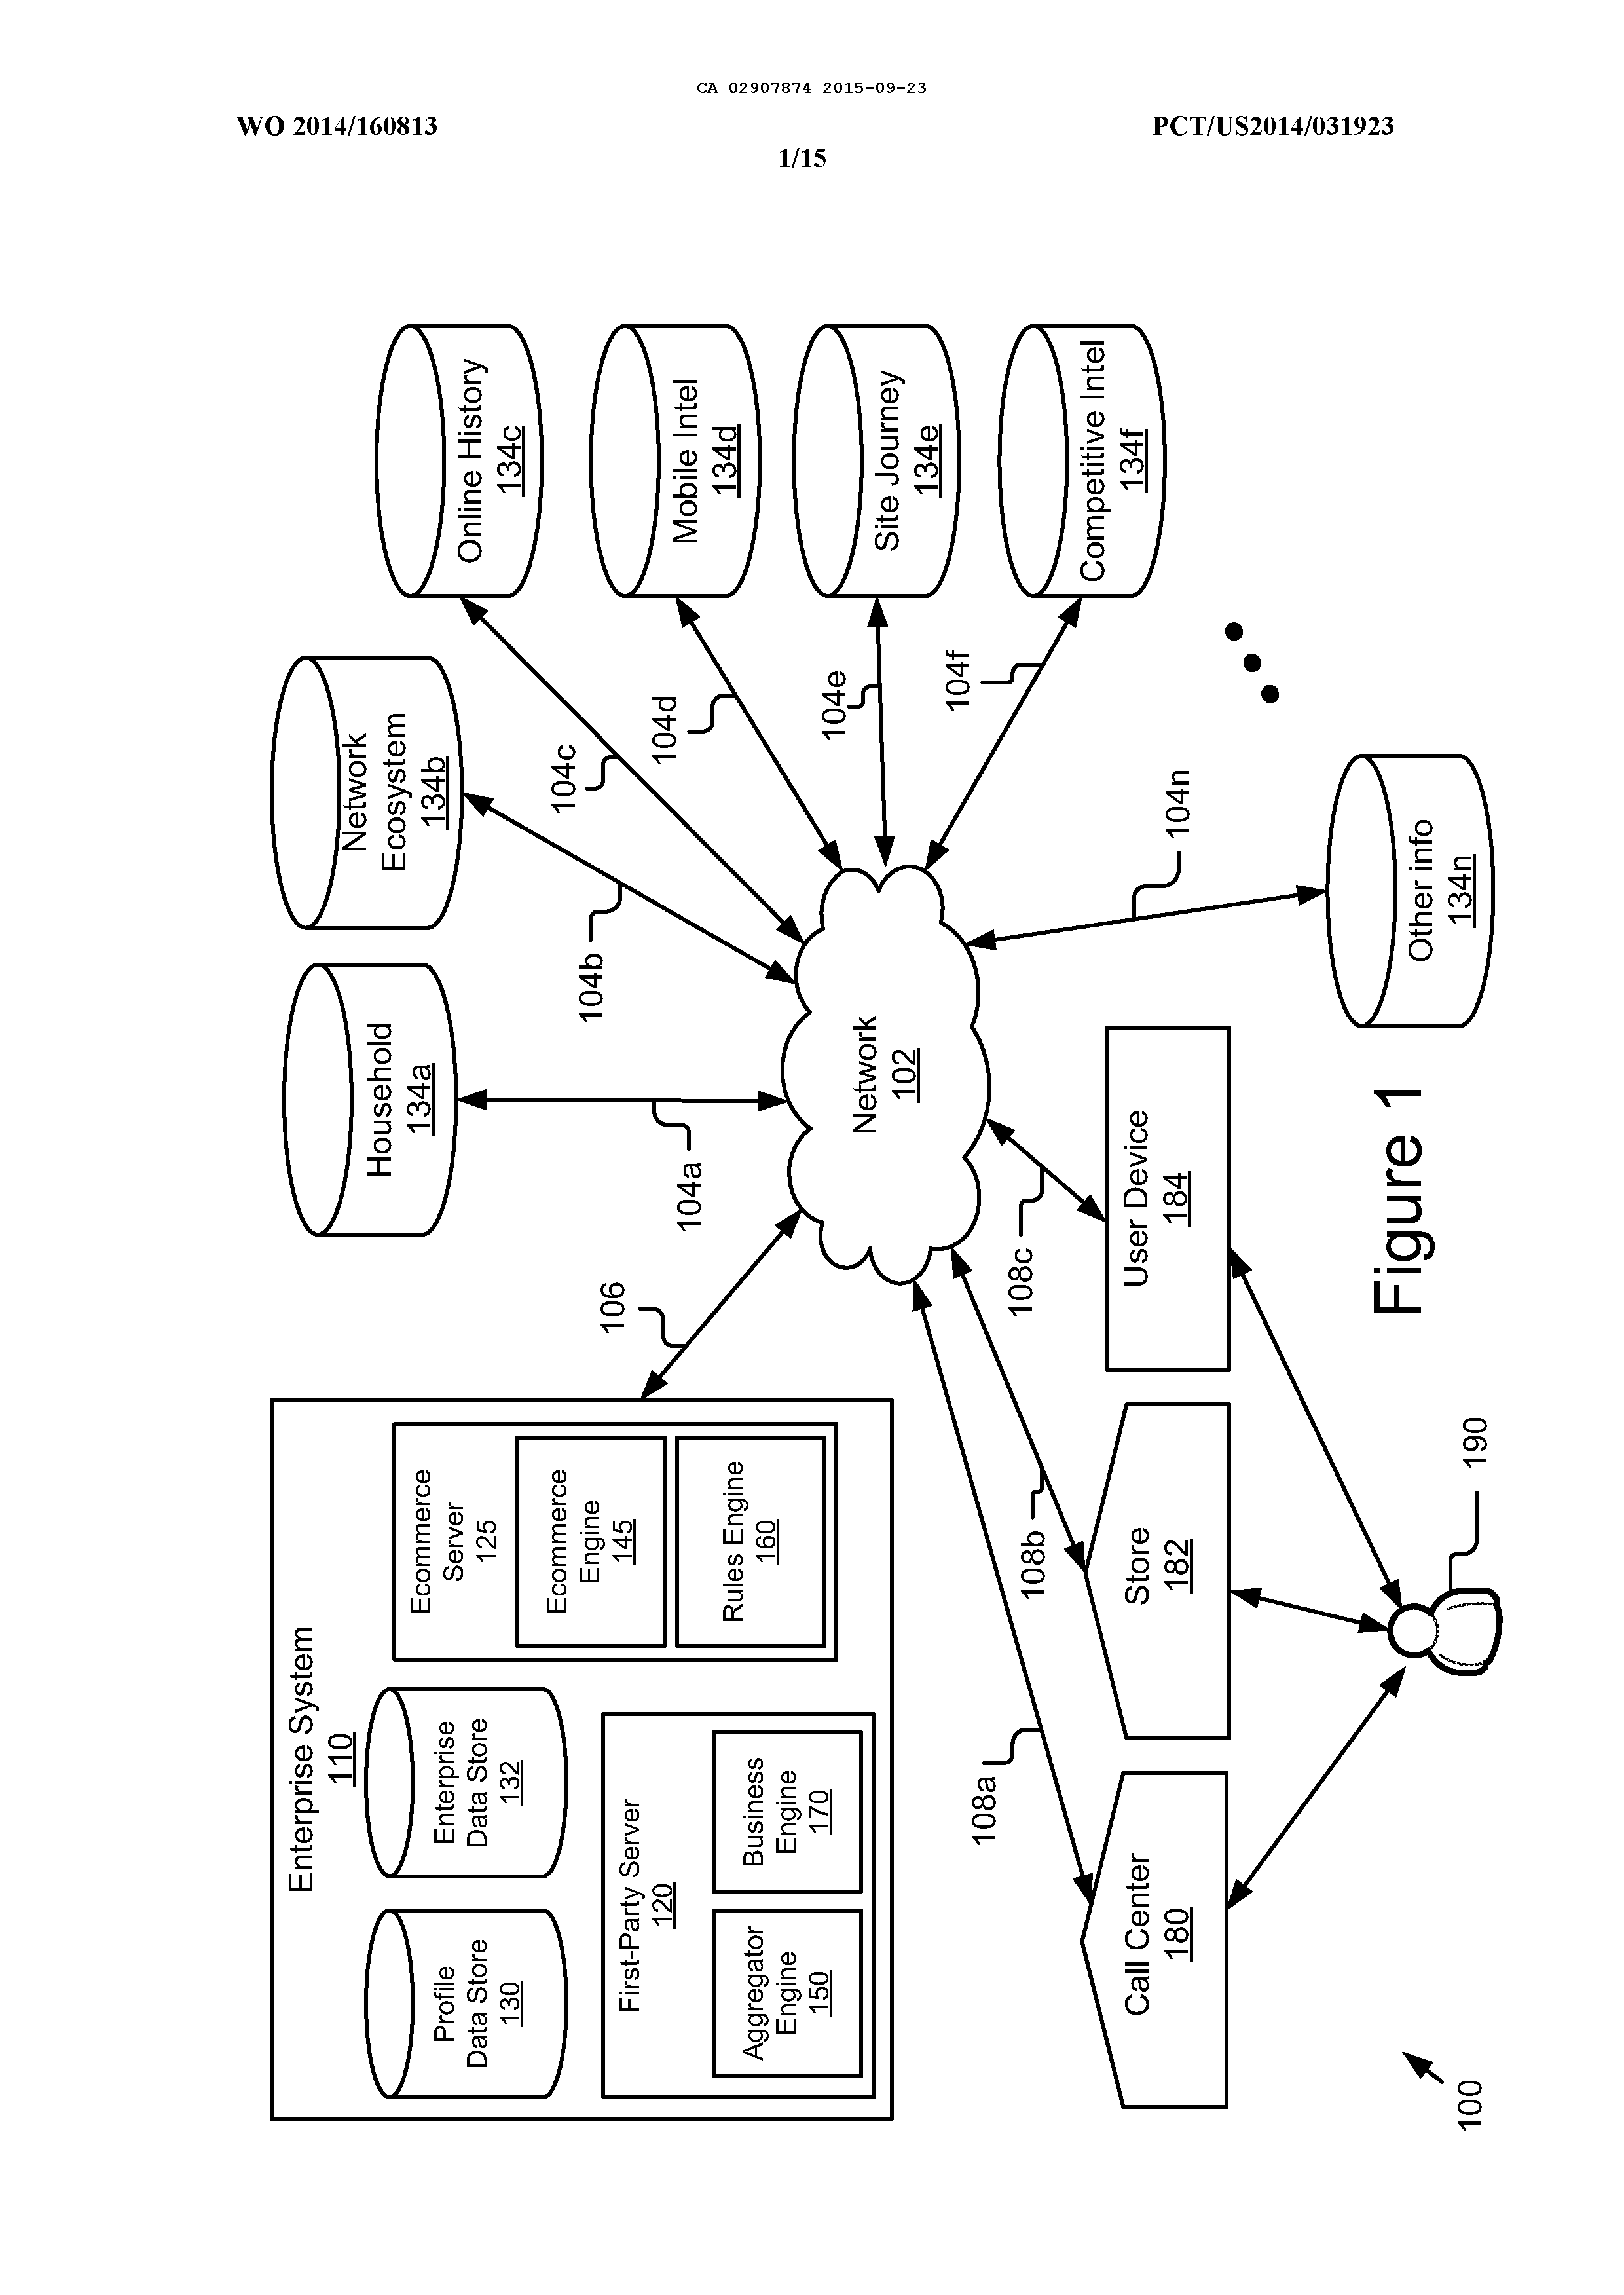 CA 02907874 2015-09-23
WO 2014/160813
PCT/US2014/031923
1/15
Enterprise System
110
Profile
Data Store
130
Enterprise
Data Store
132
Ecommerce
Server
125
Ecommerce
Engine
145
Rules Engine
160
First-Party Server
120
Aggregator
Engine
150
Business
Engine
170
106
Household
134a
104a
Network
Ecosystem
134b
104b
Online History
134c
104c
Mobile Intel
134d
104d
Site Journey
134e
104e
Competitive Intel
134f
104f
Network
102
104n
Other info
134n
108a
108b
108c
Call Center
180
Store
182
User Device
184
190
100
Figure 1